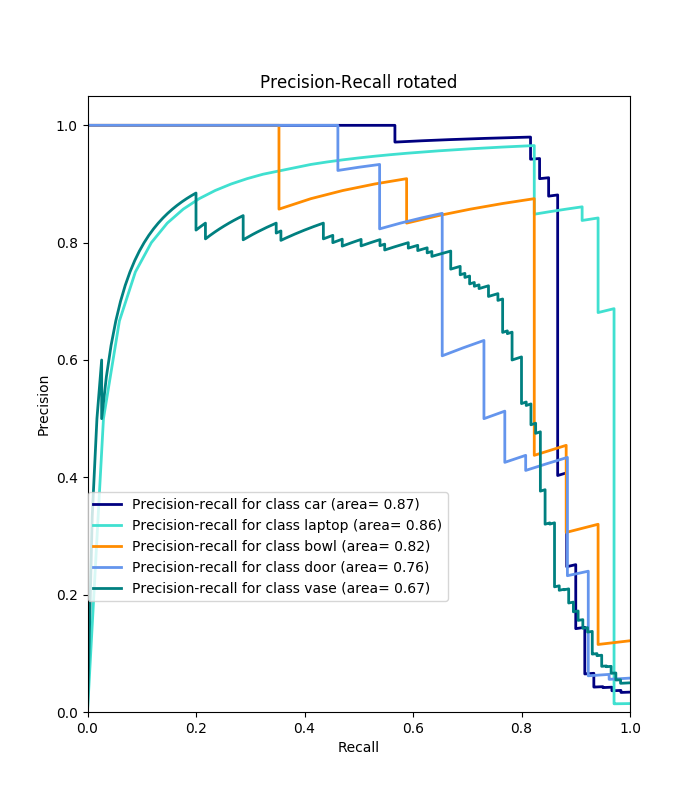 Precision-Recall rotated
1.0
0.8
0.6
0.4
0.2
0.0
Precision
Precision-recall for class car (area= 0.87)
Precision-recall for class laptop (area= 0.86)
Precision-recall for class bowl (area= 0.82)
Precision-recall for class door (area= 0.76)
Precision-recall for class vase (area= 0.67)
0.0 0.2 0.4 0.6 0.8 1.0
Recall